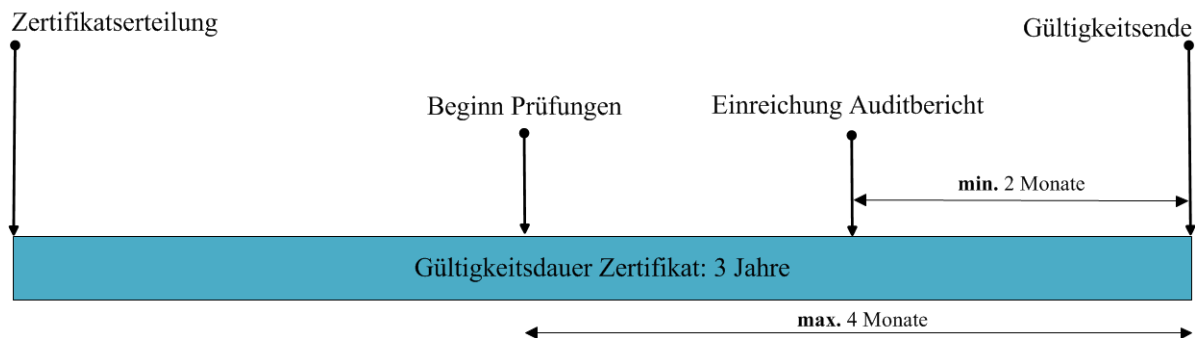 Zertifikatserteilung
Gültigkeitsende
Beginn Prüfungen
Einreichung Auditbericht
min. 2 Monate
Gültigkeitsdauer Zertifikat: 3 Jahre
max. 4 Monate